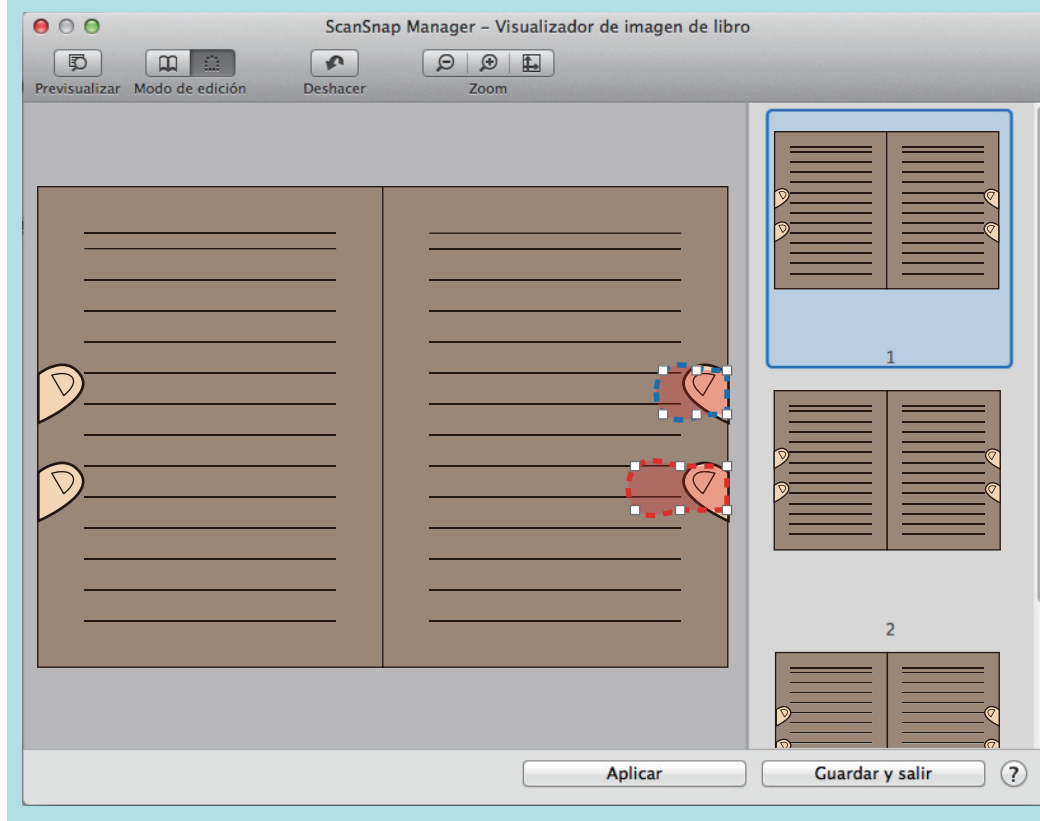 ScanSnap Manager – Visualizador de imagen de libro
Previsualizar Modo de edición Deshacer Zoom
1
2
Aplicar Guardar y salir ?